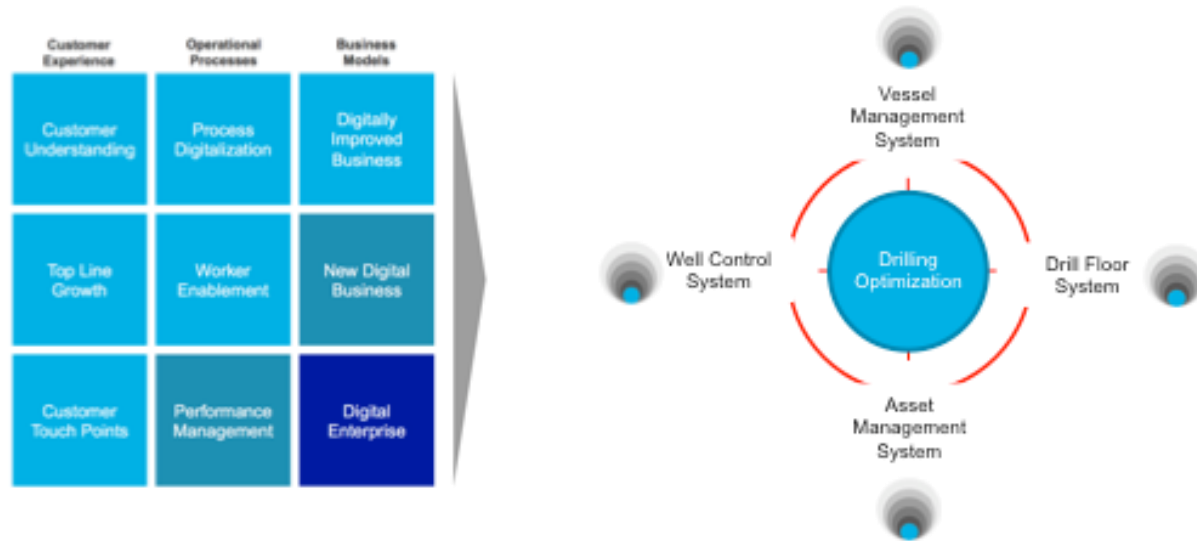 Customer
Experience
Operational
Processes
Business
Models
Customer
Understanding
Process
Digitalization
Digitally
Improved
Business
Top Line
Growth
Worker
Enablement
New Digital
Business
Customer
Touch Points
Performance
Management
Digital
Enterprise
Vessel
Management
System
Well Control
System
Drilling
Optimization
Drill Floor
System
Asset
Management
System